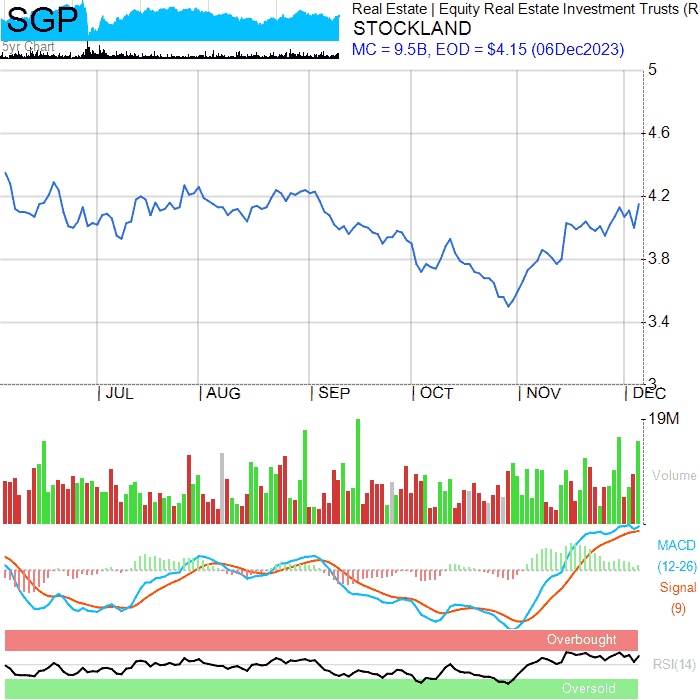 SGP
5yr Chart
Real Estate | Equity Real Estate Investment Trusts (R
STOCKLAND
MC = 9.5B, EOD = $4.15 (06Dec2023)
5
4.6
4.2
3.8
3.4
3
| JUL | AUG | SEP | OCT | NOV | DEC
19M
Volume
MACD
(12-26)
Signal
(9)
Overbought
RSI(14)
Oversold